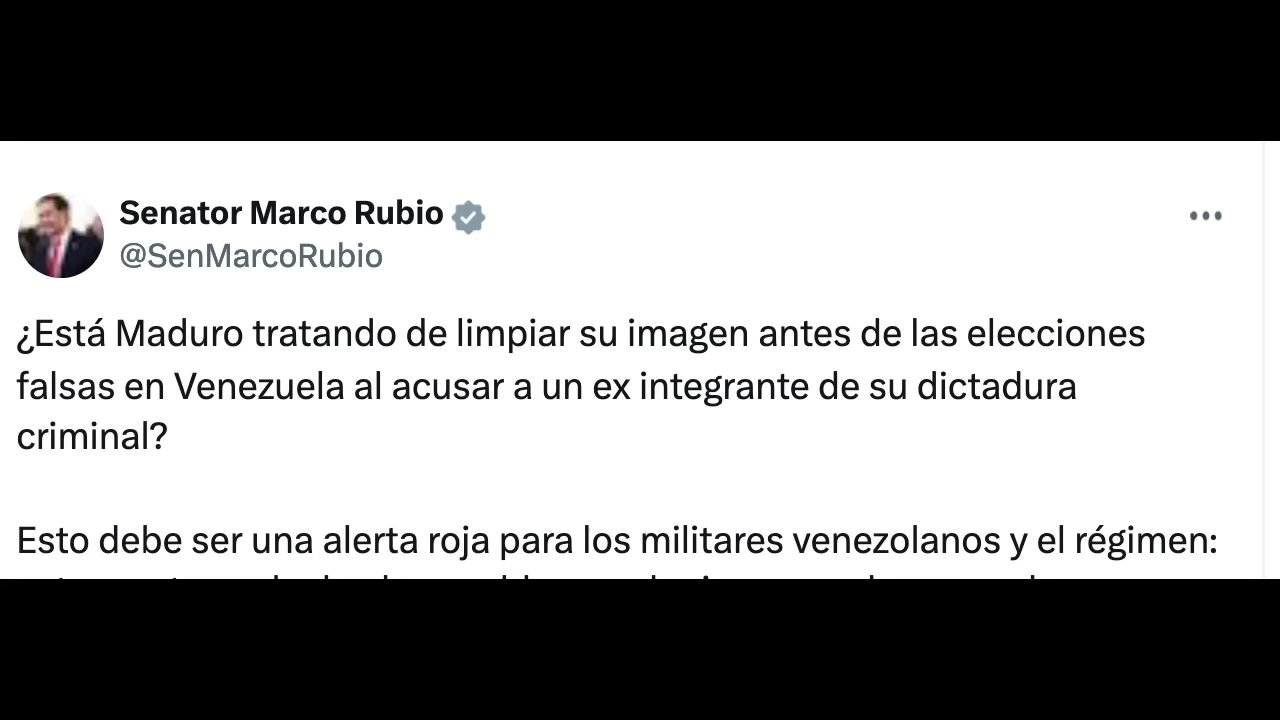 Senator Marco Rubio
@SenMarcoRubio
¿Está Maduro tratando de limpiar su imagen antes de las elecciones
falsas en Venezuela al acusar a un ex integrante de su dictadura
criminal?
Esto debe ser una alerta roja para los militares venezolanos y el régimen: